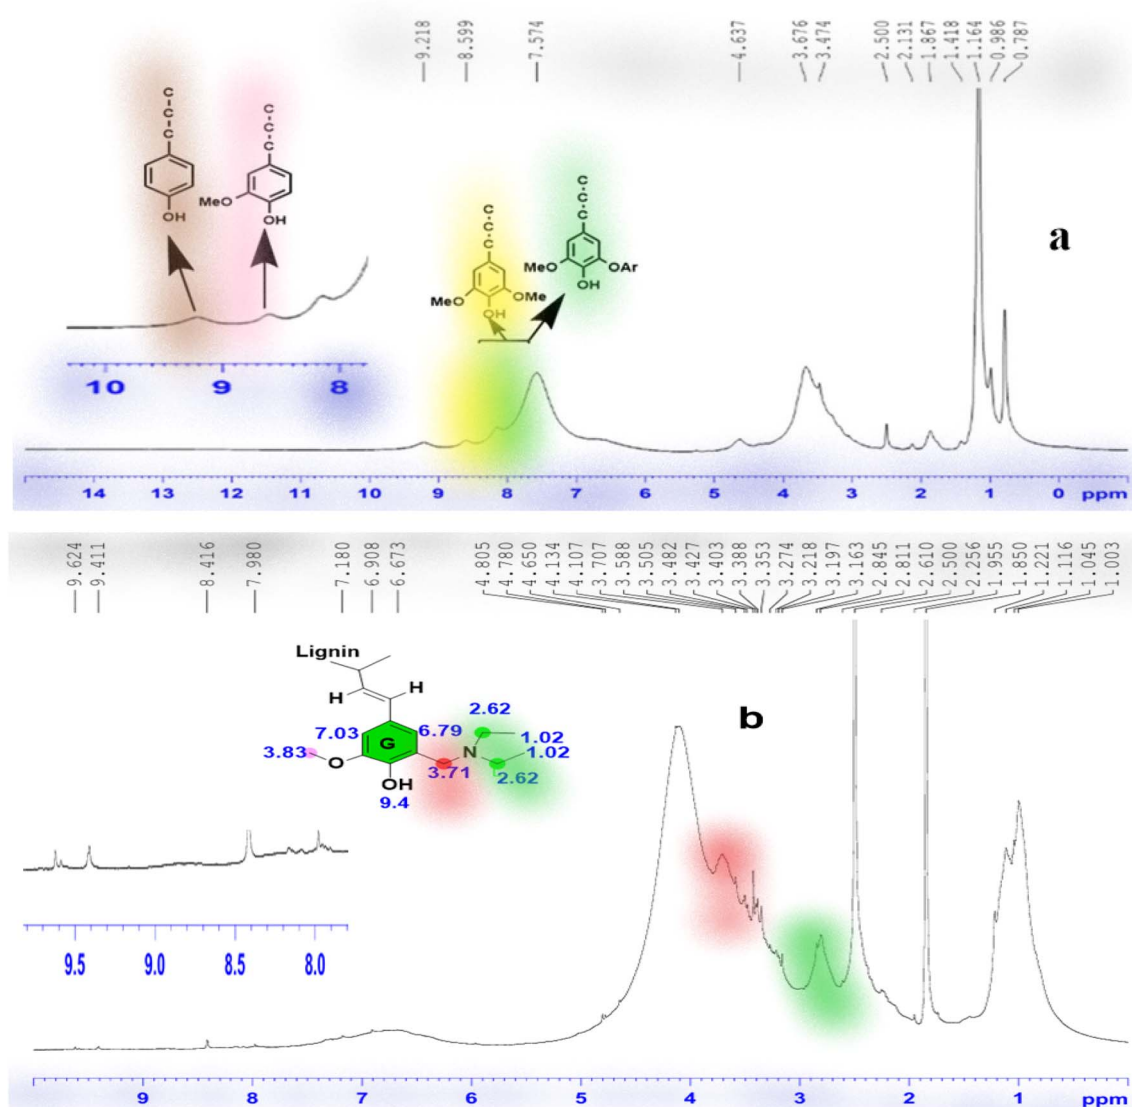 9.218 8.599 7.574 4.637 3.676 3.474 2.500 2.131 1.867 1.418 1.164 0.986 0.787
C C
C C
C C
MeO
OH OH
C C
C C
C C
MeO OAr
MeO OMe OH
OH
a
10 9 8
14 13 12 11 10 9 8 7 6 5 4 3 2 1 0 ppm
9.624 9.411 8.416 7.980 7.180 6.908 6.673 4.805 4.780 4.650 4.134 4.107 3.707 3.588 3.505 3.482 3.427 3.403 3.388 3.353 3.274 3.218 3.197 3.163 2.845 2.811 2.610 2.500 2.256 1.955 1.850 1.221 1.116 1.045 1.003
Lignin
H H
2.62
b
7.03 6.79 1.02
G
3.83 N 1.02
O 3.71 2.62
OH
9.4
9.5 9.0 8.5 8.0
9 8 7 6 5 4 3 2 1 ppm